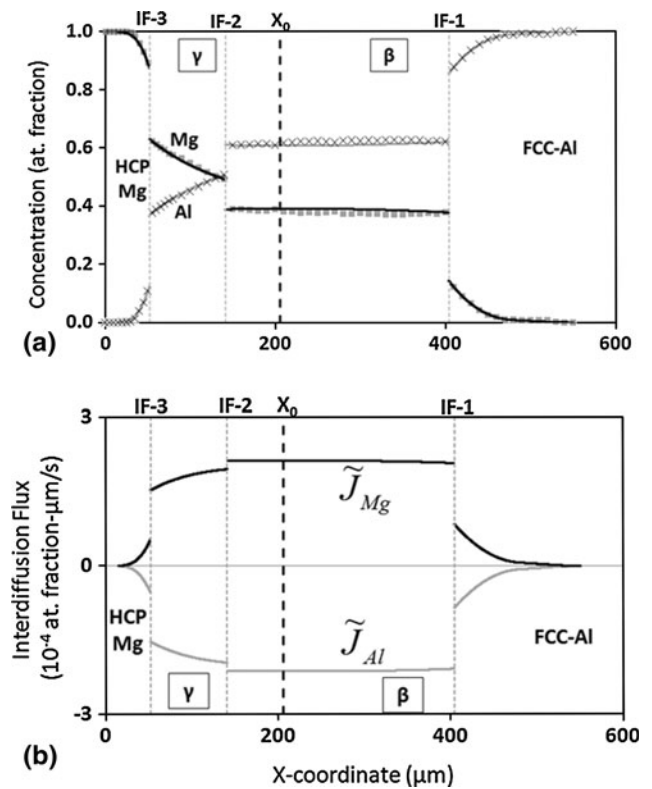 IF-3 IF-2 X₀ IF-1
1.0
0.8
0.6
0.4
0.2
0.0
Concentration (at. fraction)
γ
β
HCP
Mg
Mg
Al
FCC-Al
0 200 400 600
(a)
IF-3 IF-2 X₀ IF-1
3
0
-3
Interdiffusion Flux
(10⁻⁴ at. fraction-μm/s)
J̃ Mg
HCP
Mg
J̃ Al
FCC-Al
γ
β
0 200 400 600
(b)
X-coordinate (μm)